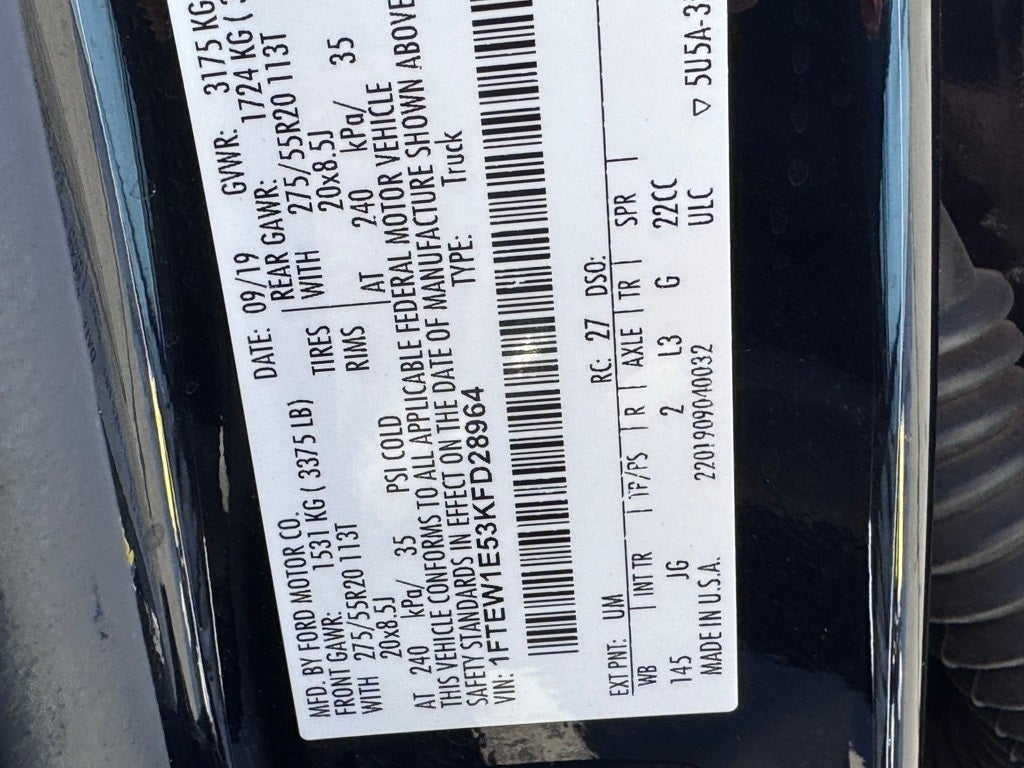 MFD. BY FORD MOTOR CO. DATE: 09/19 GVWR: 3175 KG
FRONT GAWR: 1531 KG ( 3375 LB) REAR GAWR: 1724 KG (
WITH 275/55R20 113T TIRES WITH 275/55R20 113T
20x8.5J RIMS 20x8.5J
AT 240 kPa/ 35 PSI COLD AT 240 kPa/ 35
THIS VEHICLE CONFORMS TO ALL APPLICABLE FEDERAL MOTOR VEHICLE
SAFETY STANDARDS IN EFFECT ON THE DATE OF MANUFACTURE SHOWN ABOVE
VIN: 1FTEW1E53KFD28964 TYPE: Truck
EXT PNT: UM RC: 27 DSO:
WB | INT TR | TP/PS | R | AXLE | TR | SPR |
145 JG 2 L3 G 22CC
MADE IN U.S.A. 2201909040032 ULC ▽ 5U5A-3